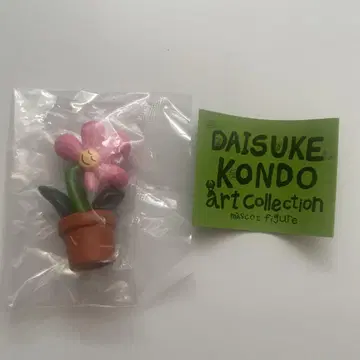 DAISUKE
KONDO
art collection
mascot figure